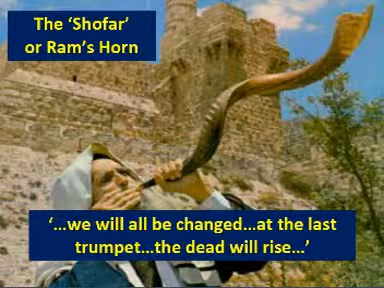 The ‘Shofar’
or Ram’s Horn
‘…we will all be changed…at the last
trumpet…the dead will rise…’